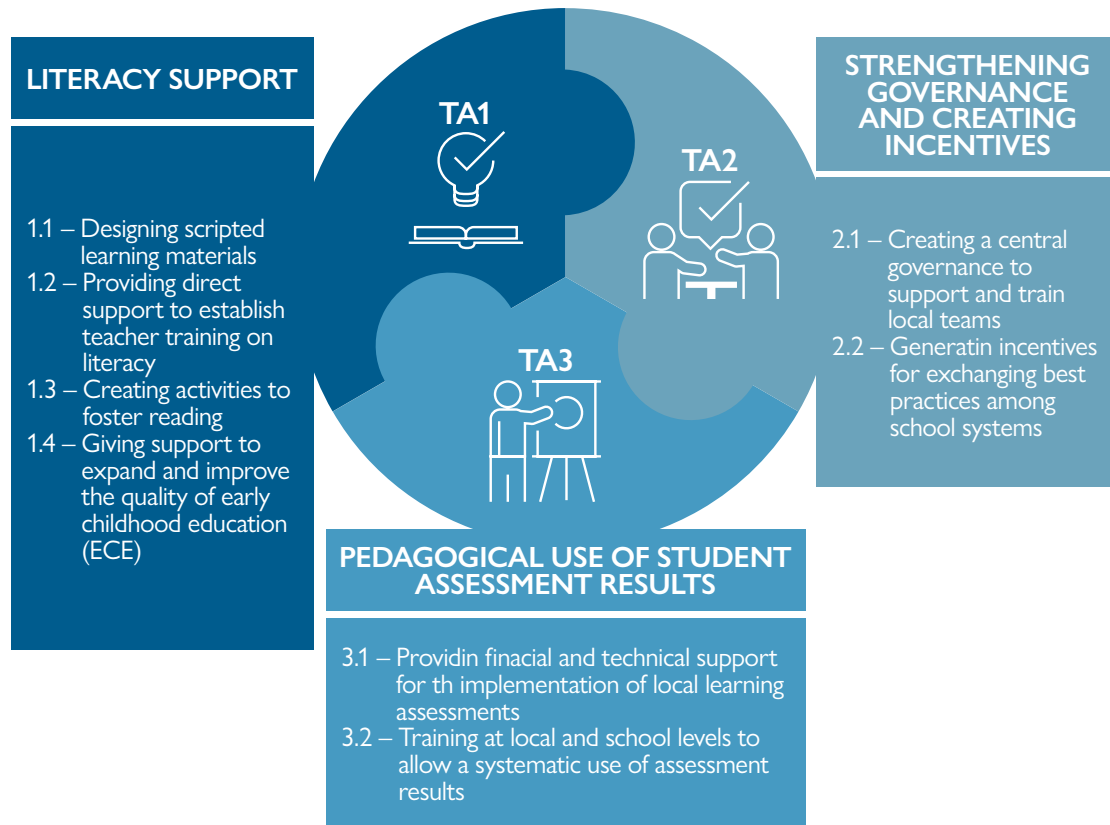 LITERACY SUPPORT
TA1
1.1 – Designing scripted
learning materials
1.2 – Providing direct
support to establish
teacher training on
literacy
1.3 – Creating activities to
foster reading
1.4 – Giving support to
expand and improve
the quality of early
childhood education
(ECE)
STRENGTHENING
GOVERNANCE
AND CREATING
INCENTIVES
TA2
2.1 – Creating a central
governance to
support and train
local teams
2.2 – Generatin incentives
for exchanging best
practices among
school systems
TA3
PEDAGOGICAL USE OF STUDENT
ASSESSMENT RESULTS
3.1 – Providin finacial and technical support
for th implementation of local learning
assessments
3.2 – Training at local and school levels to
allow a systematic use of assessment
results